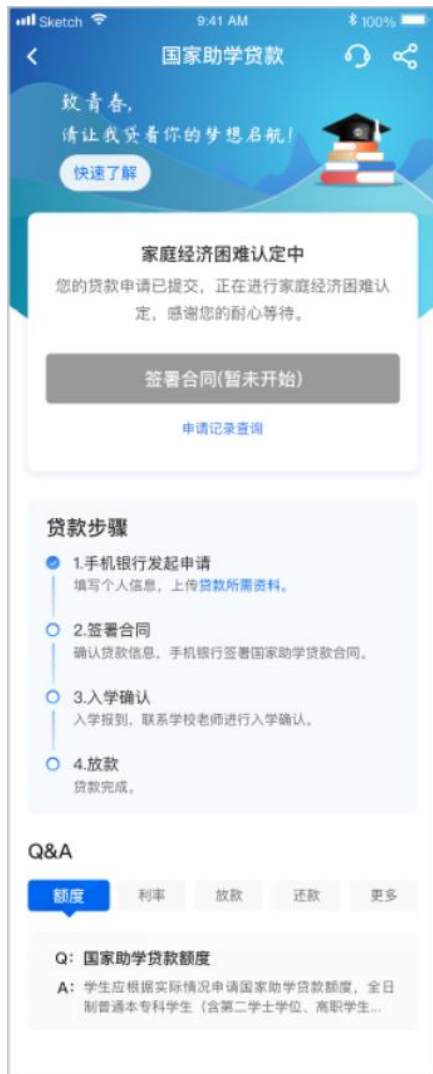 Sketch 9:41 AM 100%
国家助学贷款
致青春，
请让我贷着你的梦想启航！
快速了解
家庭经济困难认定中
您的贷款申请已提交，正在进行家庭经济困难认
定，感谢您的耐心等待。
签署合同(暂未开始)
申请记录查询
贷款步骤
1.手机银行发起申请
填写个人信息，上传贷款所需资料。
2.签署合同
确认贷款信息，手机银行签署国家助学贷款合同。
3.入学确认
入学报到，联系学校老师进行入学确认。
4.放款
贷款完成。
Q&A
额度 利率 放款 还款 更多
Q：国家助学贷款额度
A：学生应根据实际情况申请国家助学贷款额度，全日
制普通本专科学生（含第二学士学位、高职学生...